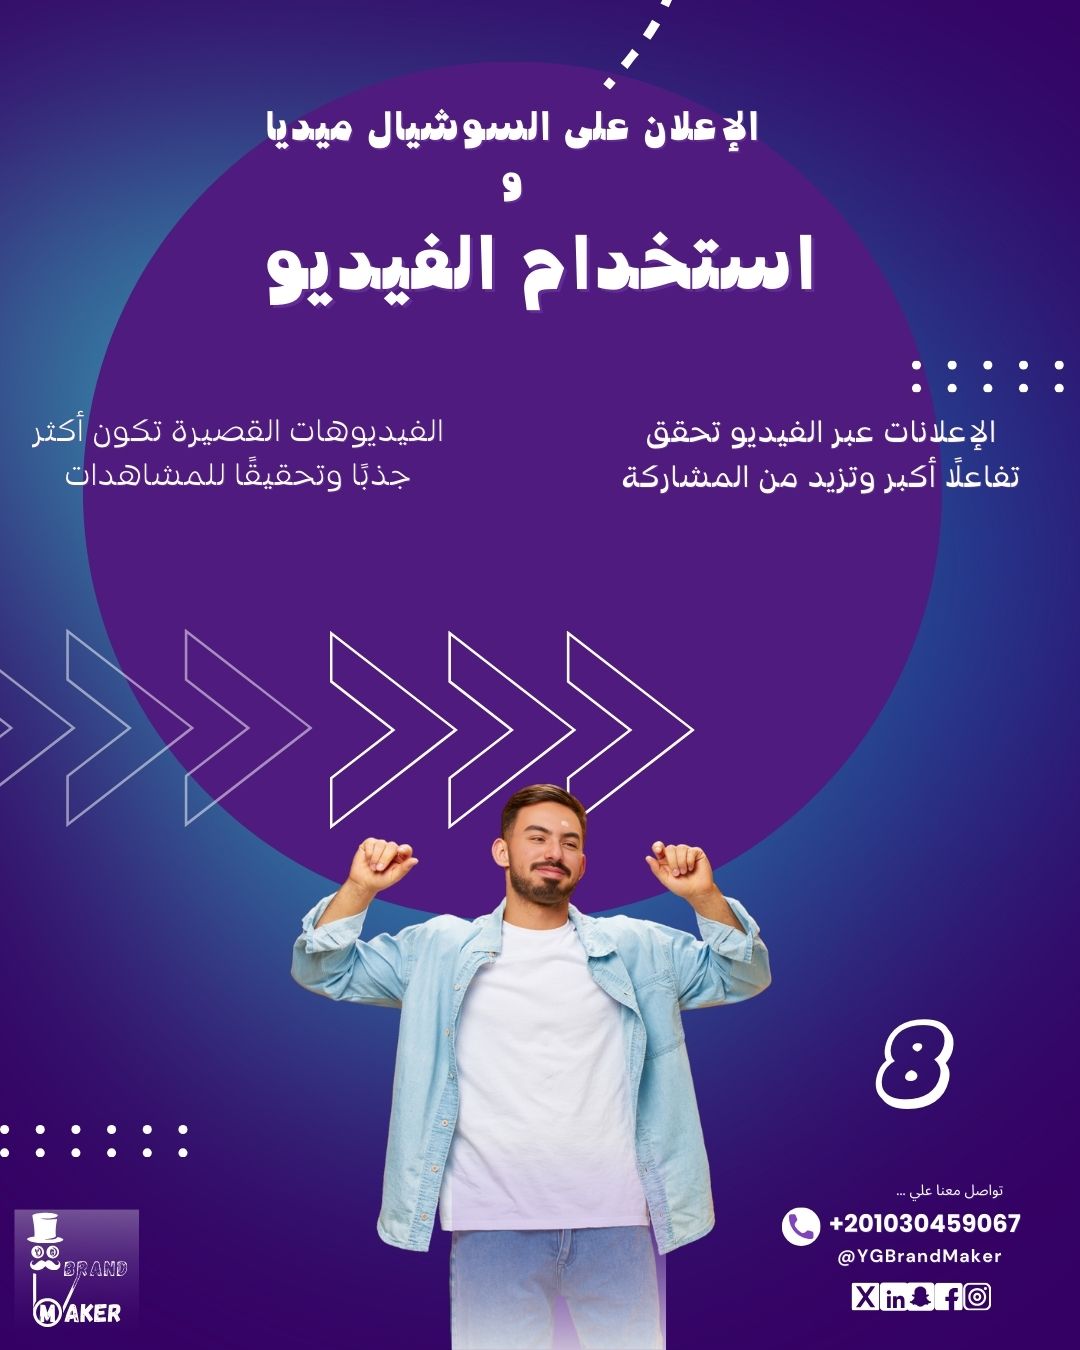 الإعلان على السوشيال ميديا
و
استخدام الفيديو
الإعلانات عبر الفيديو تحقق
تفاعلًا أكبر وتزيد من المشاركة
الفيديوهات القصيرة تكون أكثر
جذبًا وتحقيقًا للمشاهدات
8
تواصل معنا علي ...
+201030459067
@YGBrandMaker
BRAND
MAKER